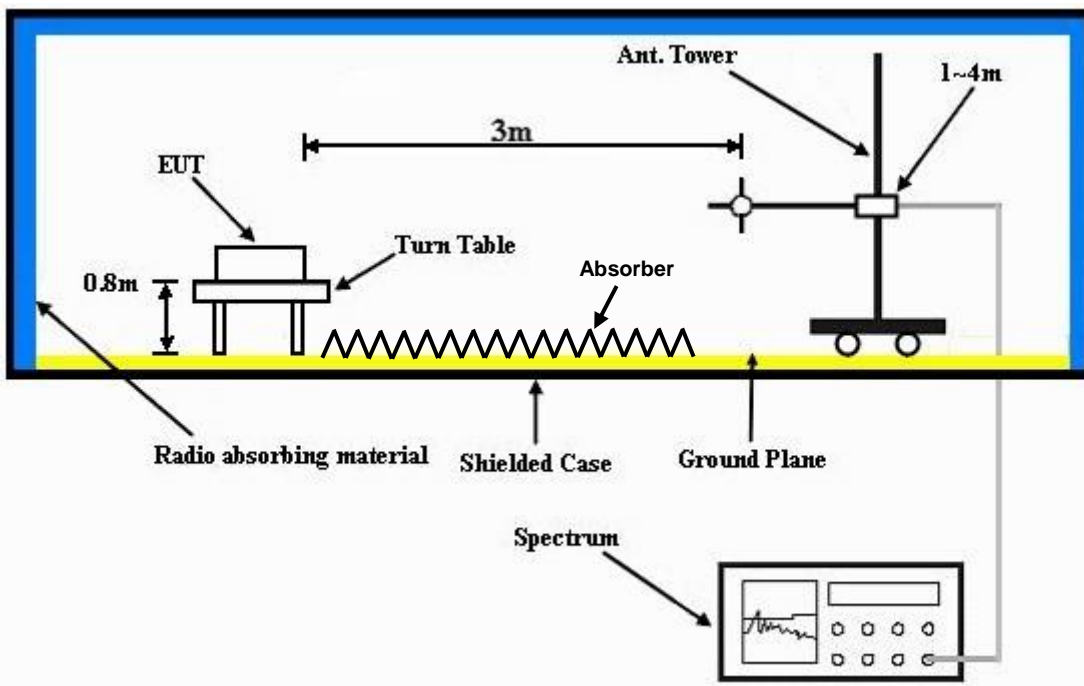 Ant. Tower
1~4m
3m
EUT
Turn Table
0.8m
Absorber
Radio absorbing material
Shielded Case
Ground Plane
Spectrum